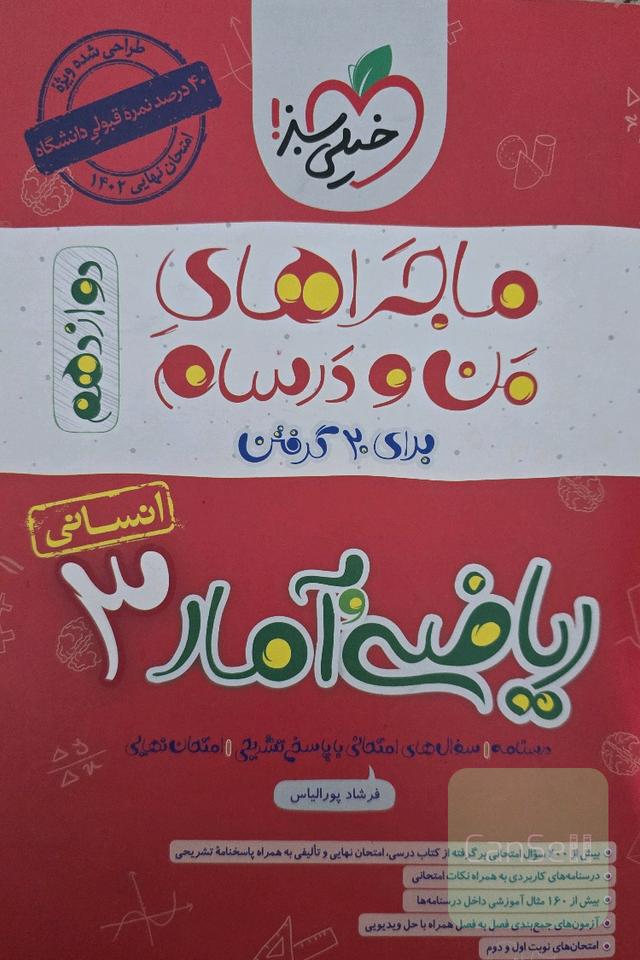 طراحی شده ویژهٔ
۴۰ درصد نمرهٔ قبولی دانشگاه
امتحان نهایی ۱۴۰۲
خیلی سبز!
ماجراهای
من و درسام
برای ۲۰ گرفتن
دوازدهم
انسانی
ریاضی و آمار ۳
درسنامه | سؤال‌های امتحانی با پاسخ تشریحی | امتحان نهایی
فرشاد پورالیاس
بیش از سؤال امتحانی برگرفته از کتاب درسی، امتحان نهایی و تألیفی به همراه پاسخنامهٔ تشریحی
درسنامه‌های کاربردی به همراه نکات امتحانی
بیش از ۱۶۰ مثال آموزشی داخل درسنامه‌ها
آزمون‌های جمع‌بندی فصل به فصل همراه با حل ویدیویی
امتحان‌های نوبت اول و دوم
Δy
Δx